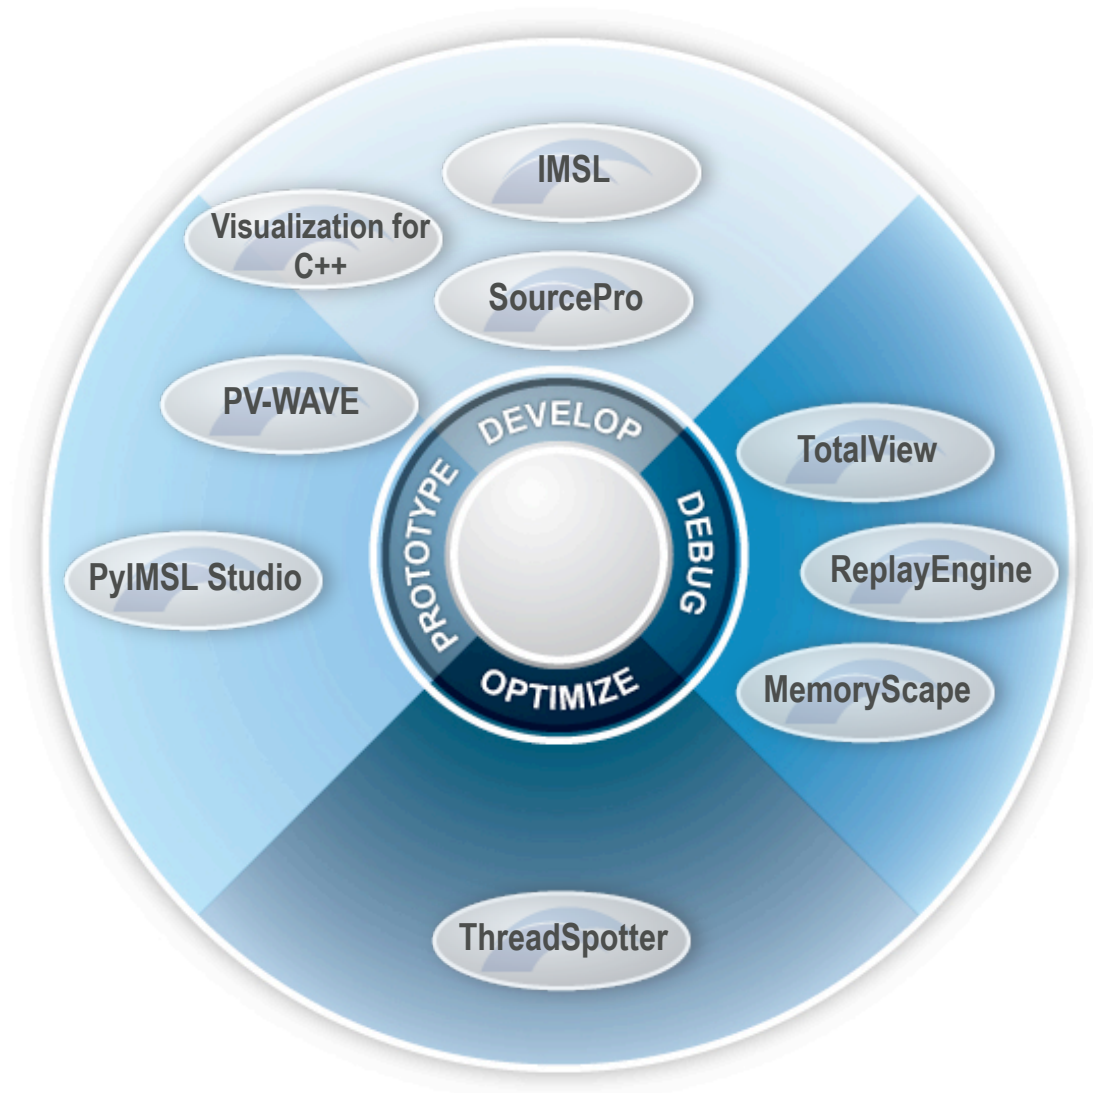 IMSL
Visualization for
C++
SourcePro
PV-WAVE
DEVELOP
TotalView
PROTOTYPE
DEBUG
PyIMSL Studio
ReplayEngine
MemoryScape
OPTIMIZE
ThreadSpotter